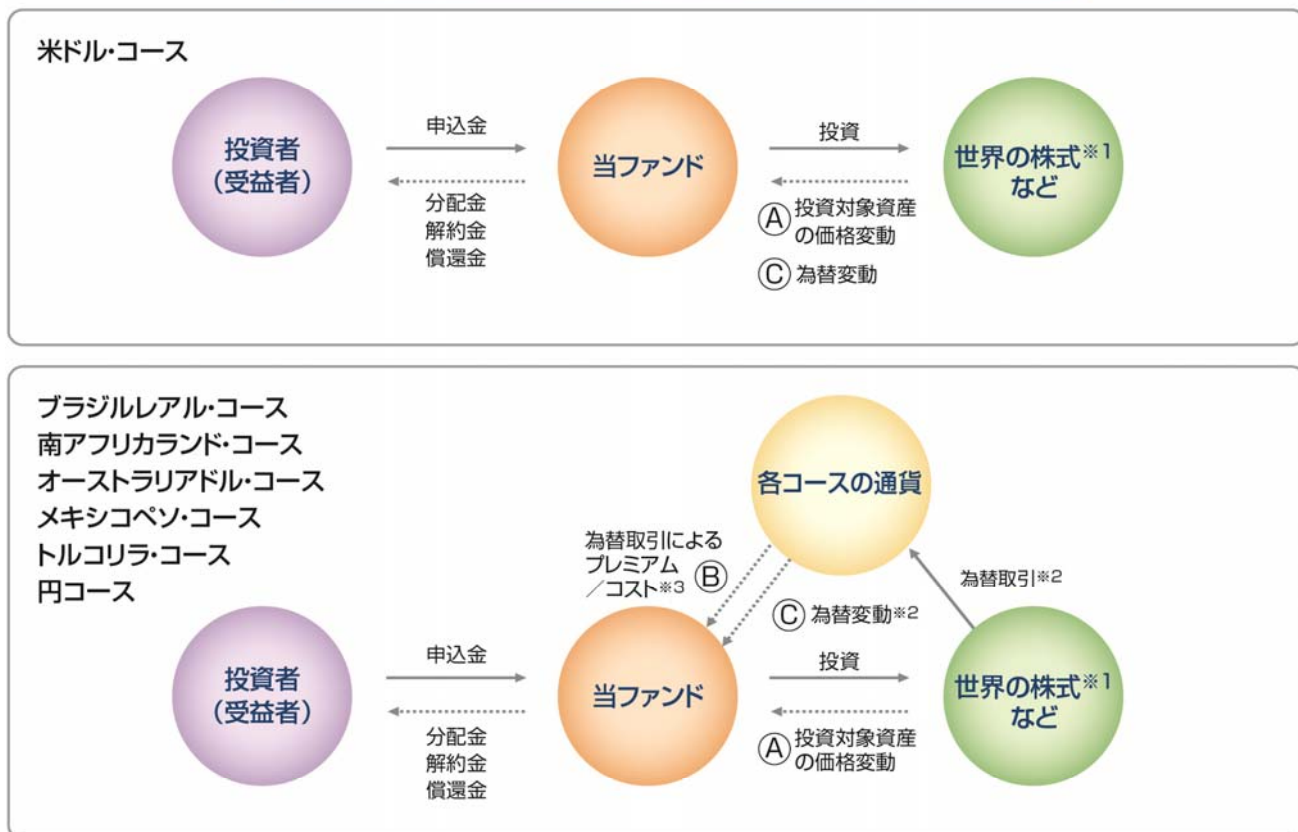 米ドル・コース
投資者
（受益者）
申込金
分配金
解約金
償還金
当ファンド
投資
Ⓐ 投資対象資産
の価格変動
Ⓒ 為替変動
世界の株式※1
など
ブラジルレアル・コース
南アフリカランド・コース
オーストラリアドル・コース
メキシコペソ・コース
トルコリラ・コース
円コース
各コースの通貨
為替取引による
プレミアム
／コスト※3 Ⓑ
為替取引※2
Ⓒ 為替変動※2
投資者
（受益者）
申込金
分配金
解約金
償還金
当ファンド
投資
Ⓐ 投資対象資産
の価格変動
世界の株式※1
など